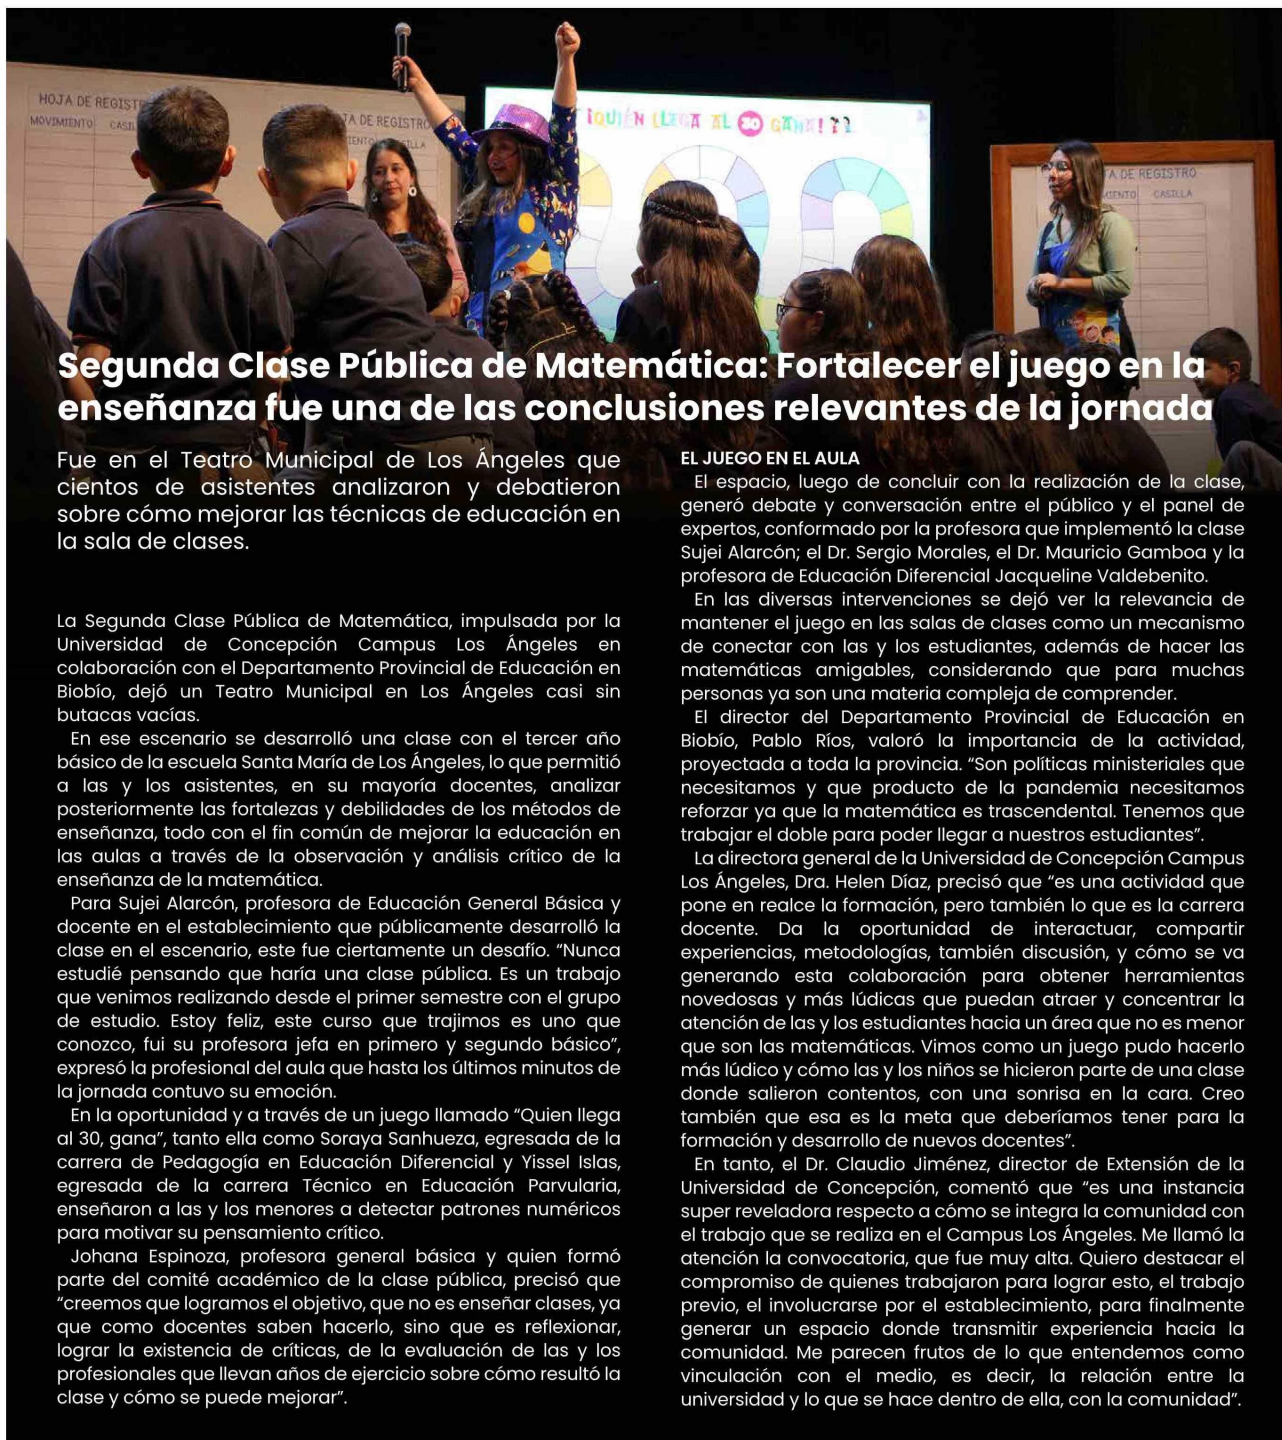 HOJA DE REGISTR
MOVIMIENTO
JA DE REGISTRO
¡QUIÉN LLEGA AL 30 GANA!
A DE REGISTRO
CASILLA
Segunda Clase Pública de Matemática: Fortalecer el juego en la
enseñanza fue una de las conclusiones relevantes de la jornada
Fue en el Teatro Municipal de Los Ángeles que
cientos de asistentes analizaron y debatieron
sobre cómo mejorar las técnicas de educación en
la sala de clases.
La Segunda Clase Pública de Matemática, impulsada por la
Universidad de Concepción Campus Los Ángeles en
colaboración con el Departamento Provincial de Educación en
Biobío, dejó un Teatro Municipal en Los Ángeles casi sin
butacas vacías.
En ese escenario se desarrolló una clase con el tercer año
básico de la escuela Santa María de Los Ángeles, lo que permitió
a las y los asistentes, en su mayoría docentes, analizar
posteriormente las fortalezas y debilidades de los métodos de
enseñanza, todo con el fin común de mejorar la educación en
las aulas a través de la observación y análisis crítico de la
enseñanza de la matemática.
Para Sujei Alarcón, profesora de Educación General Básica y
docente en el establecimiento que públicamente desarrolló la
clase en el escenario, este fue ciertamente un desafío. “Nunca
estudié pensando que haría una clase pública. Es un trabajo
que venimos realizando desde el primer semestre con el grupo
de estudio. Estoy feliz, este curso que trajimos es uno que
conozco, fui su profesora jefa en primero y segundo básico”,
expresó la profesional del aula que hasta los últimos minutos de
la jornada contuvo su emoción.
En la oportunidad y a través de un juego llamado “Quien llega
al 30, gana”, tanto ella como Soraya Sanhueza, egresada de la
carrera de Pedagogía en Educación Diferencial y Yissel Islas,
egresada de la carrera Técnico en Educación Parvularia,
enseñaron a las y los menores a detectar patrones numéricos
para motivar su pensamiento crítico.
Johana Espinoza, profesora general básica y quien formó
parte del comité académico de la clase pública, precisó que
“creemos que logramos el objetivo, que no es enseñar clases, ya
que como docentes saben hacerlo, sino que es reflexionar,
lograr la existencia de críticas, de la evaluación de las y los
profesionales que llevan años de ejercicio sobre cómo resultó la
clase y cómo se puede mejorar”.
EL JUEGO EN EL AULA
El espacio, luego de concluir con la realización de la clase,
generó debate y conversación entre el público y el panel de
expertos, conformado por la profesora que implementó la clase
Sujei Alarcón; el Dr. Sergio Morales, el Dr. Mauricio Gamboa y la
profesora de Educación Diferencial Jacqueline Valdebenito.
En las diversas intervenciones se dejó ver la relevancia de
mantener el juego en las salas de clases como un mecanismo
de conectar con las y los estudiantes, además de hacer las
matemáticas amigables, considerando que para muchas
personas ya son una materia compleja de comprender.
El director del Departamento Provincial de Educación en
Biobío, Pablo Ríos, valoró la importancia de la actividad,
proyectada a toda la provincia. “Son políticas ministeriales que
necesitamos y que producto de la pandemia necesitamos
reforzar ya que la matemática es trascendental. Tenemos que
trabajar el doble para poder llegar a nuestros estudiantes”.
La directora general de la Universidad de Concepción Campus
Los Ángeles, Dra. Helen Díaz, precisó que “es una actividad que
pone en realce la formación, pero también lo que es la carrera
docente. Da la oportunidad de interactuar, compartir
experiencias, metodologías, también discusión, y cómo se va
generando esta colaboración para obtener herramientas
novedosas y más lúdicas que puedan atraer y concentrar la
atención de las y los estudiantes hacia un área que no es menor
que son las matemáticas. Vimos como un juego pudo hacerlo
más lúdico y cómo las y los niños se hicieron parte de una clase
donde salieron contentos, con una sonrisa en la cara. Creo
también que esa es la meta que deberíamos tener para la
formación y desarrollo de nuevos docentes”.
En tanto, el Dr. Claudio Jiménez, director de Extensión de la
Universidad de Concepción, comentó que “es una instancia
super reveladora respecto a cómo se integra la comunidad con
el trabajo que se realiza en el Campus Los Ángeles. Me llamó la
atención la convocatoria, que fue muy alta. Quiero destacar el
compromiso de quienes trabajaron para lograr esto, el trabajo
previo, el involucrarse por el establecimiento, para finalmente
generar un espacio donde transmitir experiencia hacia la
comunidad. Me parecen frutos de lo que entendemos como
vinculación con el medio, es decir, la relación entre la
universidad y lo que se hace dentro de ella, con la comunidad”.